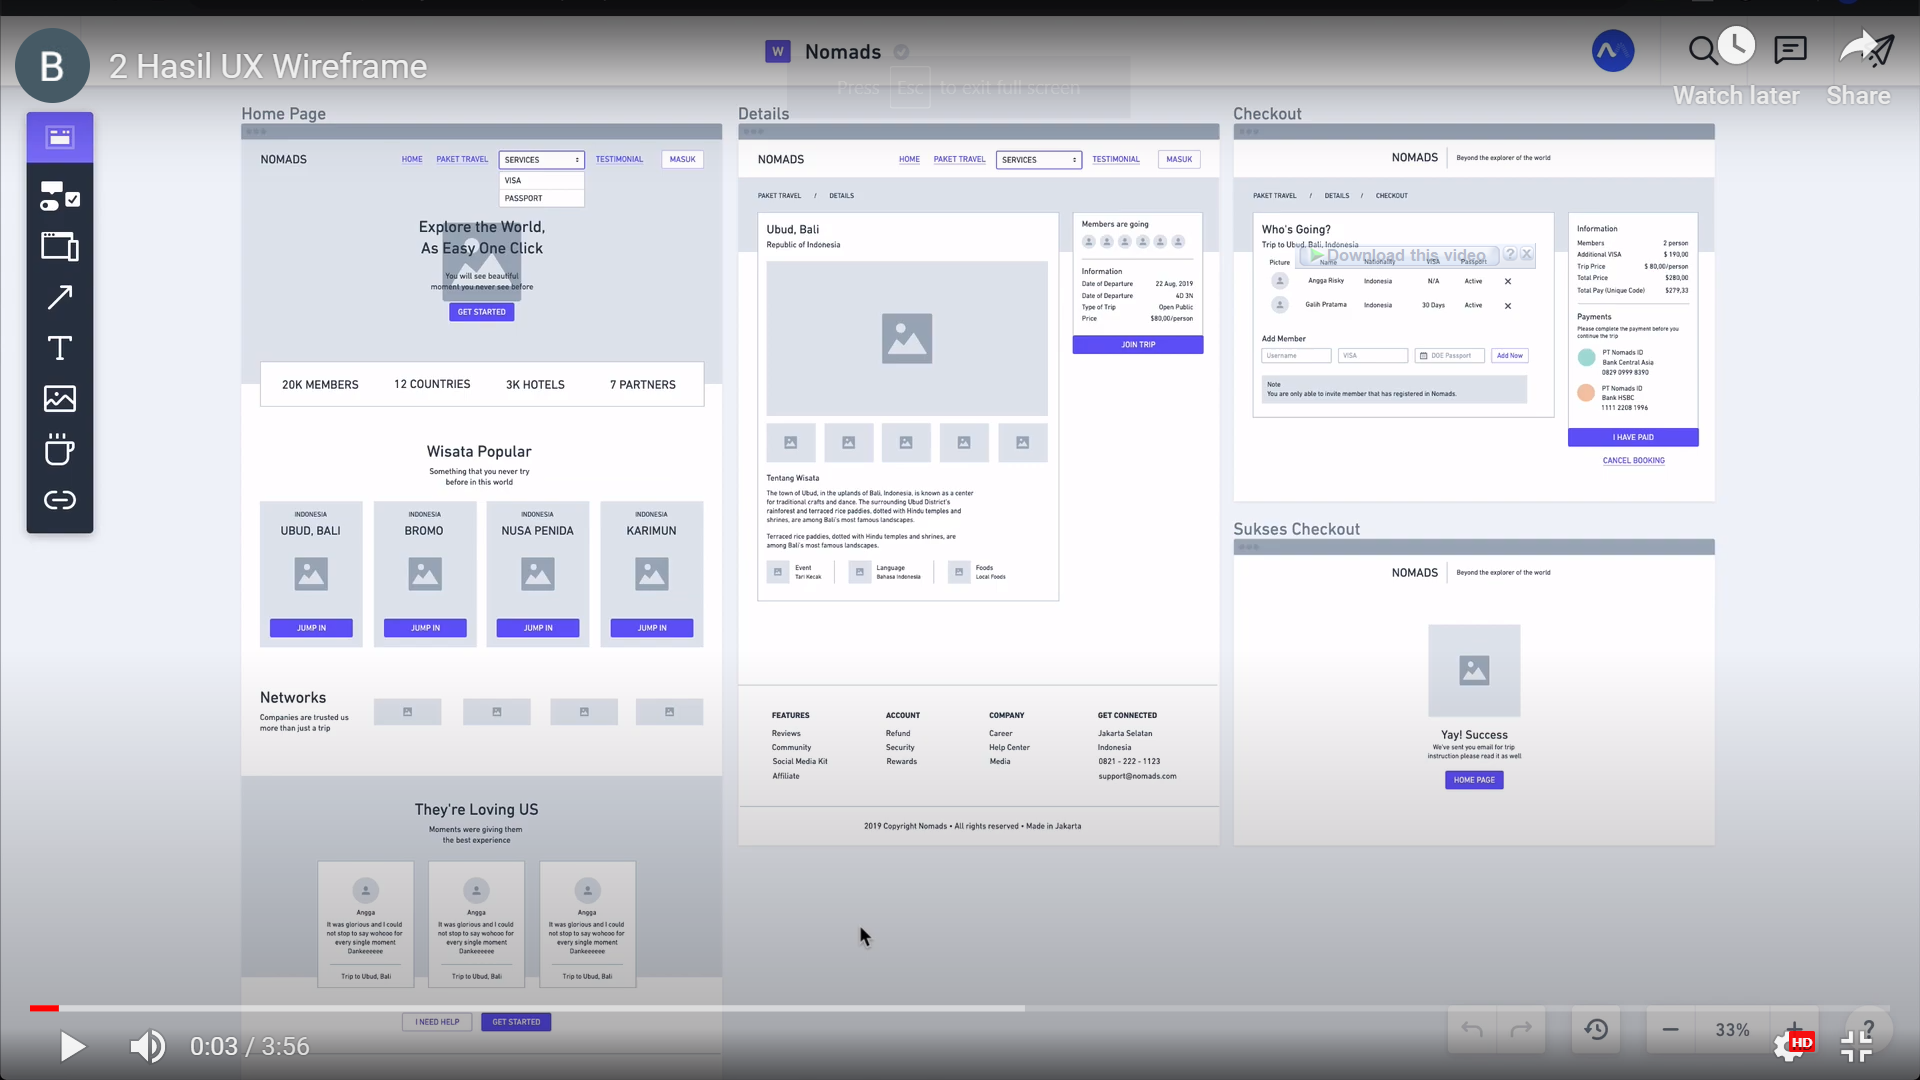 B
2 Hasil UX Wireframe
W
Nomads
Press Esc to exit full screen
Watch later
Share
Home Page
NOMADS
HOME
PAKET TRAVEL
SERVICES
TESTIMONIAL
MASUK
VISA
PASSPORT
Explore the World,
As Easy One Click
You will see beautiful
moment you never see before
GET STARTED
20K MEMBERS
12 COUNTRIES
3K HOTELS
7 PARTNERS
Wisata Popular
Something that you never try
before in this world
INDONESIA
UBUD, BALI
JUMP IN
INDONESIA
BROMO
JUMP IN
INDONESIA
NUSA PENIDA
JUMP IN
INDONESIA
KARIMUN
JUMP IN
Networks
Companies are trusted us
more than just a trip
They're Loving US
Moments were giving them
the best experience
Angga
It was glorious and I could
not stop to say wohooo for
every single moment
Dankeeeeee
Trip to Ubud, Bali
Angga
It was glorious and I could
not stop to say wohooo for
every single moment
Dankeeeeee
Trip to Ubud, Bali
Angga
It was glorious and I could
not stop to say wohooo for
every single moment
Dankeeeeee
Trip to Ubud, Bali
I NEED HELP
GET STARTED
Details
NOMADS
HOME
PAKET TRAVEL
SERVICES
TESTIMONIAL
MASUK
PAKET TRAVEL / DETAILS
Ubud, Bali
Republic of Indonesia
Tentang Wisata
The town of Ubud, in the uplands of Bali, Indonesia, is known as a center
for traditional crafts and dance. The surrounding Ubud District's
rainforest and terraced rice paddies, dotted with Hindu temples and
shrines, are among Bali's most famous landscapes.
Terraced rice paddies, dotted with Hindu temples and shrines, are
among Bali's most famous landscapes.
Event
Tari Kecak
Language
Bahasa Indonesia
Foods
Local Foods
Members are going
Information
Date of Departure 22 Aug, 2019
Date of Departure 4D 3N
Type of Trip Open Public
Price $80,00/person
JOIN TRIP
FEATURES
Reviews
Community
Social Media Kit
Affiliate
ACCOUNT
Refund
Security
Rewards
COMPANY
Career
Help Center
Media
GET CONNECTED
Jakarta Selatan
Indonesia
0821 - 222 - 1123
support@nomads.com
2019 Copyright Nomads • All rights reserved • Made in Jakarta
Checkout
NOMADS
Beyond the explorer of the world
PAKET TRAVEL / DETAILS / CHECKOUT
Who's Going?
Trip to Ubud, Bali, Indonesia
Download this video ? X
Picture Name Nationality VISA Passport
Angga Risky Indonesia N/A Active
Galih Pratama Indonesia 30 Days Active
Add Member
Username
VISA
DOE Passport
Add Now
Note
You are only able to invite member that has registered in Nomads.
Information
Members 2 person
Additional VISA $ 190,00
Trip Price $ 80,00/person
Total Price $280,00
Total Pay (Unique Code) $279,33
Payments
Please complete the payment before you
continue the trip
PT Nomads ID
Bank Central Asia
0829 0999 8390
PT Nomads ID
Bank HSBC
1111 2208 1996
I HAVE PAID
CANCEL BOOKING
Sukses Checkout
NOMADS
Beyond the explorer of the world
Yay! Success
We've sent you email for trip
instruction please read it as well
HOME PAGE
T
0:03 / 3:56
33%
?
HD